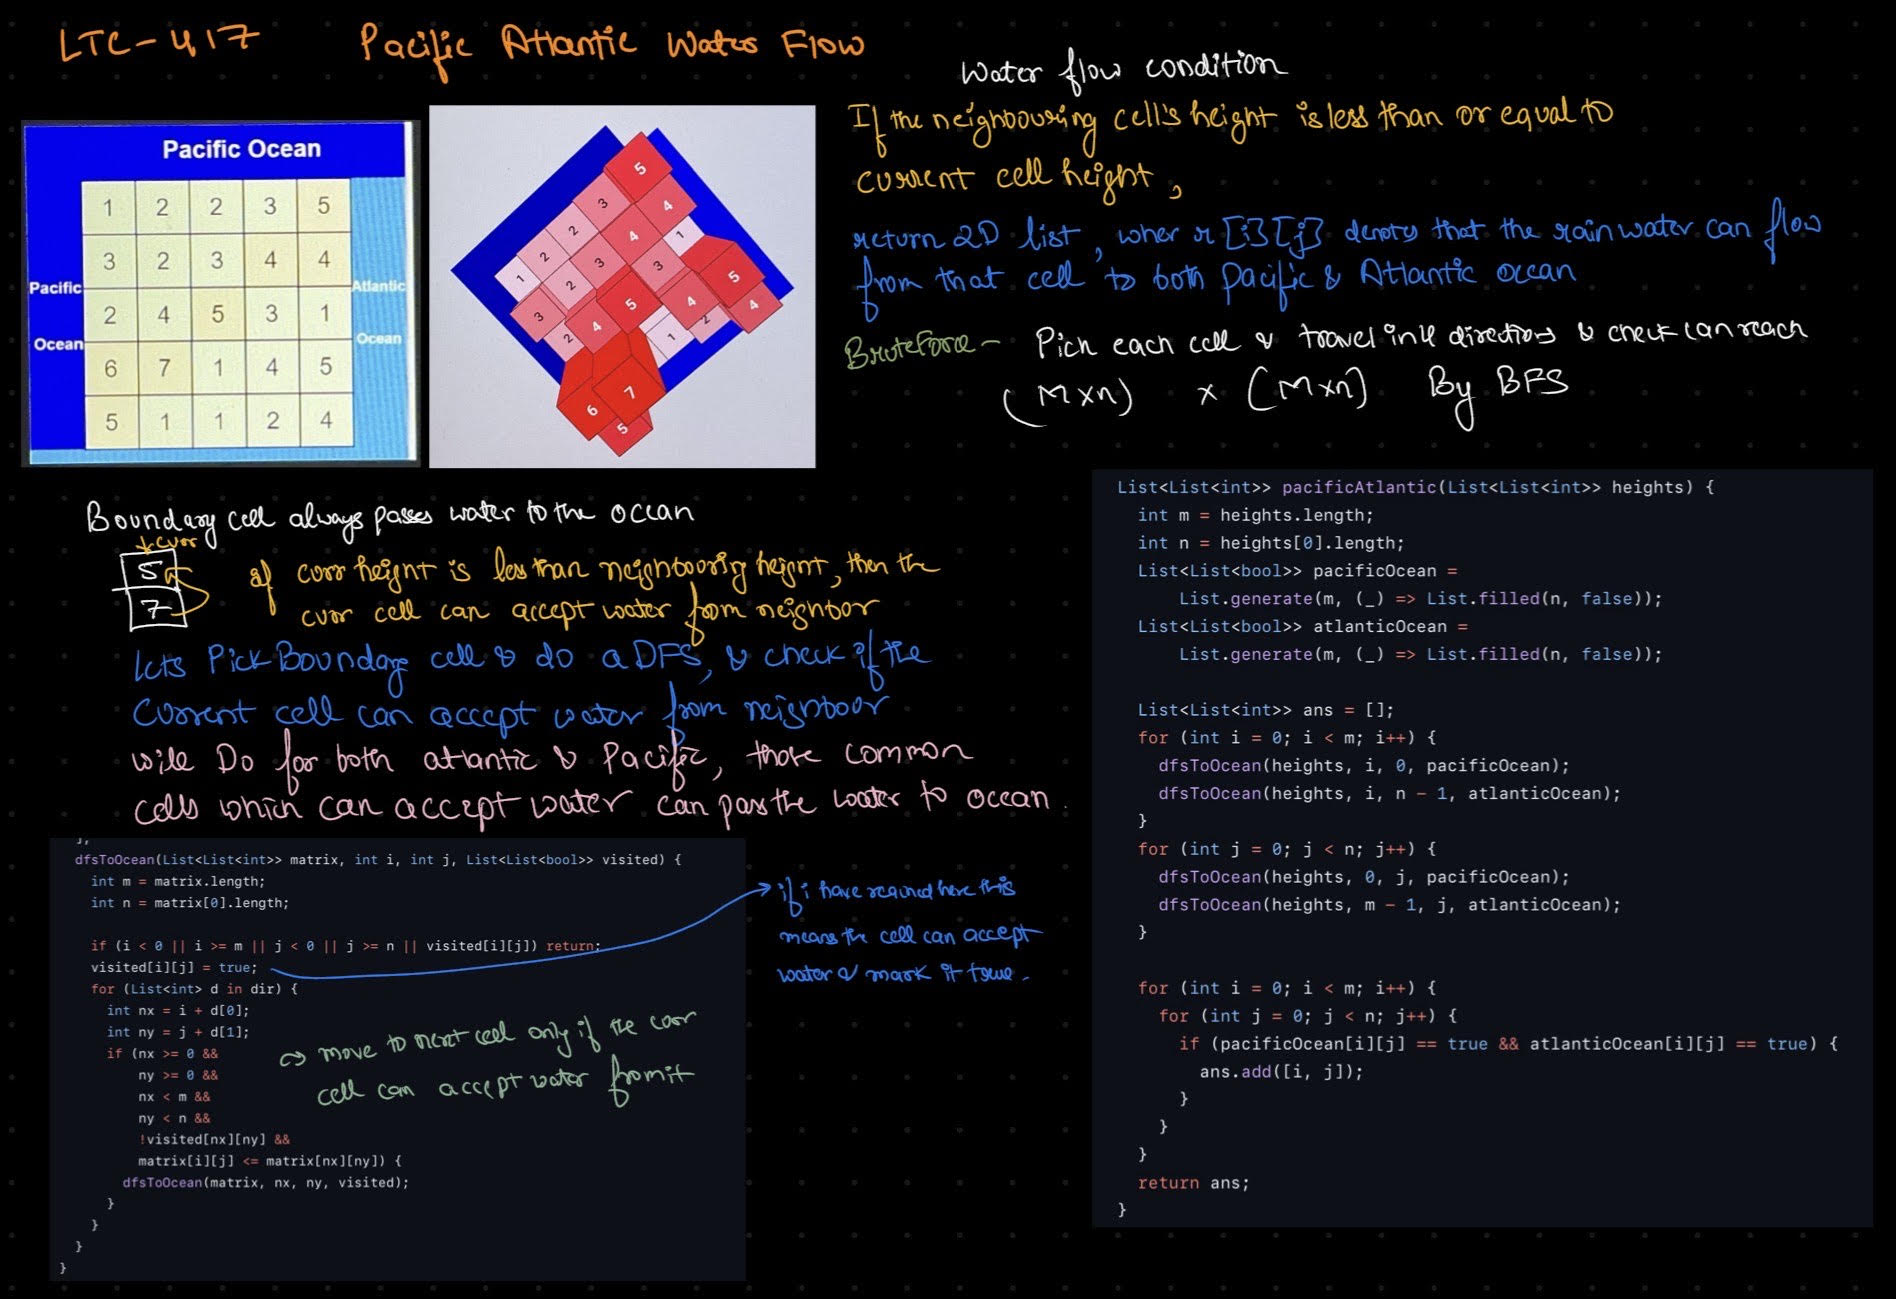 LTC-417 Pacific Atlantic Water Flow
Pacific Ocean
1 2 2 3 5
3 2 3 4 4
Pacific
Atlantic
2 4 5 3 1
Ocean
Ocean
6 7 1 4 5
5 1 1 2 4
5
3 4
2 4 1
2 3 3 5
1 2 5 4 4
3 4 2
2 1
7
6
5
Water flow condition
If the neighbouring cell's height is less than or equal to
current cell height,
return 2D list, wher r[i][j] denotes that the rain water can flow
from that cell to both Pacific & Atlantic Ocean
BruteForce - Pick each cell & travel in 4 directions & check can reach
(M×n) × (M×n) By BFS
Boundary cell always passes water to the ocean
curr
5
7
if curr height is less than neighbouring height, then the
curr cell can accept water from neighbor
lets Pick Boundary cell & do a DFS, & check if the
Current cell can accept water from neighbour
will Do for both atlantic & Pacific, those common
cells which can accept water can pass the water to ocean.
dfsToOcean(List<List<int>> matrix, int i, int j, List<List<bool>> visited) {
int m = matrix.length;
int n = matrix[0].length;
if (i < 0 || i >= m || j < 0 || j >= n || visited[i][j]) return;
visited[i][j] = true;
for (List<int> d in dir) {
int nx = i + d[0];
int ny = j + d[1];
if (nx >= 0 &&
ny >= 0 &&
nx < m &&
ny < n &&
!visited[nx][ny] &&
matrix[i][j] <= matrix[nx][ny]) {
dfsToOcean(matrix, nx, ny, visited);
}
}
}
}
if i have reached here this
means the cell can accept
water & mark it true.
move to next cell only if the curr
cell can accept water from it
List<List<int>> pacificAtlantic(List<List<int>> heights) {
int m = heights.length;
int n = heights[0].length;
List<List<bool>> pacificOcean =
List.generate(m, (_) => List.filled(n, false));
List<List<bool>> atlanticOcean =
List.generate(m, (_) => List.filled(n, false));
List<List<int>> ans = [];
for (int i = 0; i < m; i++) {
dfsToOcean(heights, i, 0, pacificOcean);
dfsToOcean(heights, i, n - 1, atlanticOcean);
}
for (int j = 0; j < n; j++) {
dfsToOcean(heights, 0, j, pacificOcean);
dfsToOcean(heights, m - 1, j, atlanticOcean);
}
for (int i = 0; i < m; i++) {
for (int j = 0; j < n; j++) {
if (pacificOcean[i][j] == true && atlanticOcean[i][j] == true) {
ans.add([i, j]);
}
}
}
return ans;
}